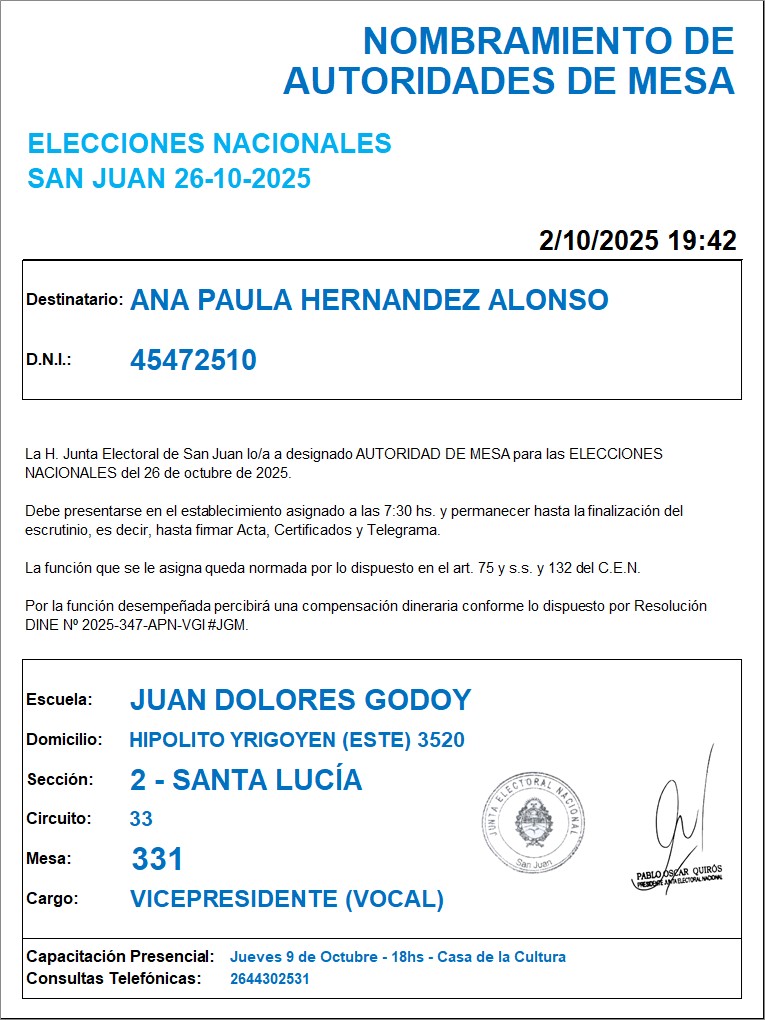 NOMBRAMIENTO DE
AUTORIDADES DE MESA
ELECCIONES NACIONALES
SAN JUAN 26-10-2025
2/10/2025 19:42
Destinatario: ANA PAULA HERNANDEZ ALONSO
D.N.I.: 45472510
La H. Junta Electoral de San Juan lo/a a designado AUTORIDAD DE MESA para las ELECCIONES
NACIONALES del 26 de octubre de 2025.
Debe presentarse en el establecimiento asignado a las 7:30 hs. y permanecer hasta la finalización del
escrutinio, es decir, hasta firmar Acta, Certificados y Telegrama.
La función que se le asigna queda normada por lo dispuesto en el art. 75 y s.s. y 132 del C.E.N.
Por la función desempeñada percibirá una compensación dineraria conforme lo dispuesto por Resolución
DINE Nº 2025-347-APN-VGI#JGM.
Escuela: JUAN DOLORES GODOY
Domicilio: HIPOLITO YRIGOYEN (ESTE) 3520
Sección: 2 - SANTA LUCÍA
Circuito: 33
Mesa: 331
Cargo: VICEPRESIDENTE (VOCAL)
JUNTA ELECTORAL NACIONAL
San Juan
PABLO OSCAR QUIRÓS
PRESIDENTE JUNTA ELECTORAL NACIONAL
Capacitación Presencial: Jueves 9 de Octubre - 18hs - Casa de la Cultura
Consultas Telefónicas: 2644302531